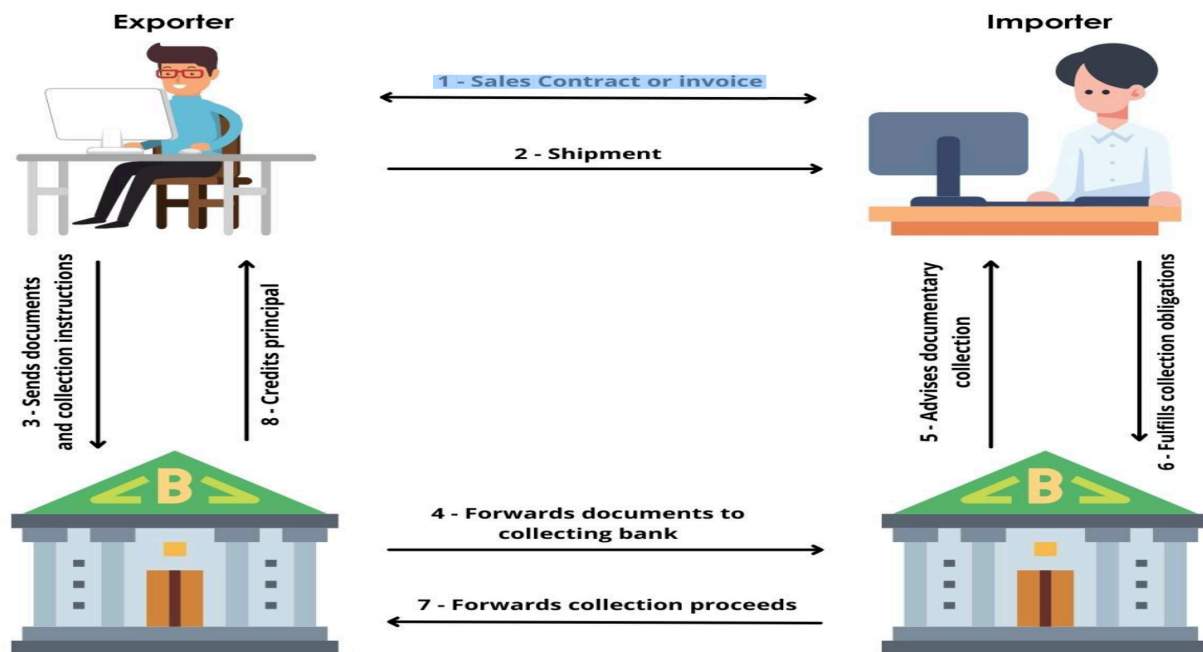 Exporter
Importer
1 - Sales Contract or invoice
2 - Shipment
3 - Sends documents
and collection instructions
8 - Credits principal
5 - Advises documentary
collection
6 - Fulfills collection obligations
B
B
4 - Forwards documents to
collecting bank
7 - Forwards collection proceeds